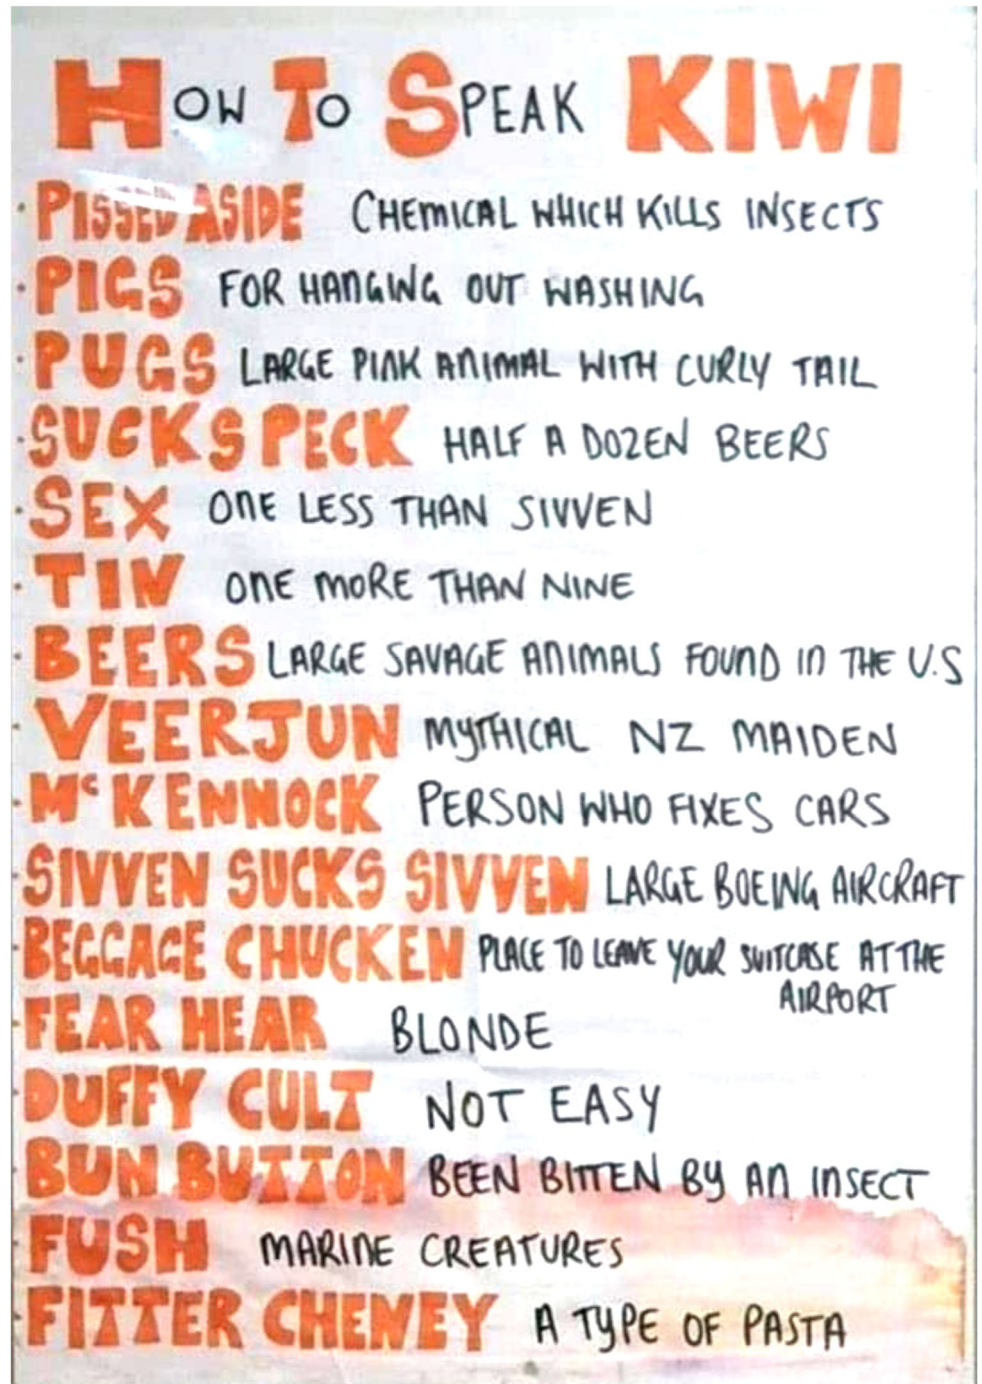 HOW TO SPEAK KIWI
· PISSED ASIDE CHEMICAL WHICH KILLS INSECTS
· PIGS FOR HANGING OUT WASHING
· PUGS LARGE PINK ANIMAL WITH CURLY TAIL
· SUCKS PECK HALF A DOZEN BEERS
· SEX ONE LESS THAN SIVVEN
· TIN ONE MORE THAN NINE
· BEERS LARGE SAVAGE ANIMALS FOUND IN THE U.S
· VEERJUN MYTHICAL NZ MAIDEN
· McKENNOCK PERSON WHO FIXES CARS
· SIVVEN SUCKS SIVVEN LARGE BOEING AIRCRAFT
· BEGGAGE CHUCKEN PLACE TO LEAVE YOUR SUITCASE AT THE
AIRPORT
· FEAR HEAR BLONDE
· DUFFY CULT NOT EASY
· BUN BUTTON BEEN BITTEN BY AN INSECT
· FUSH MARINE CREATURES
· FITTER CHENEY A TYPE OF PASTA